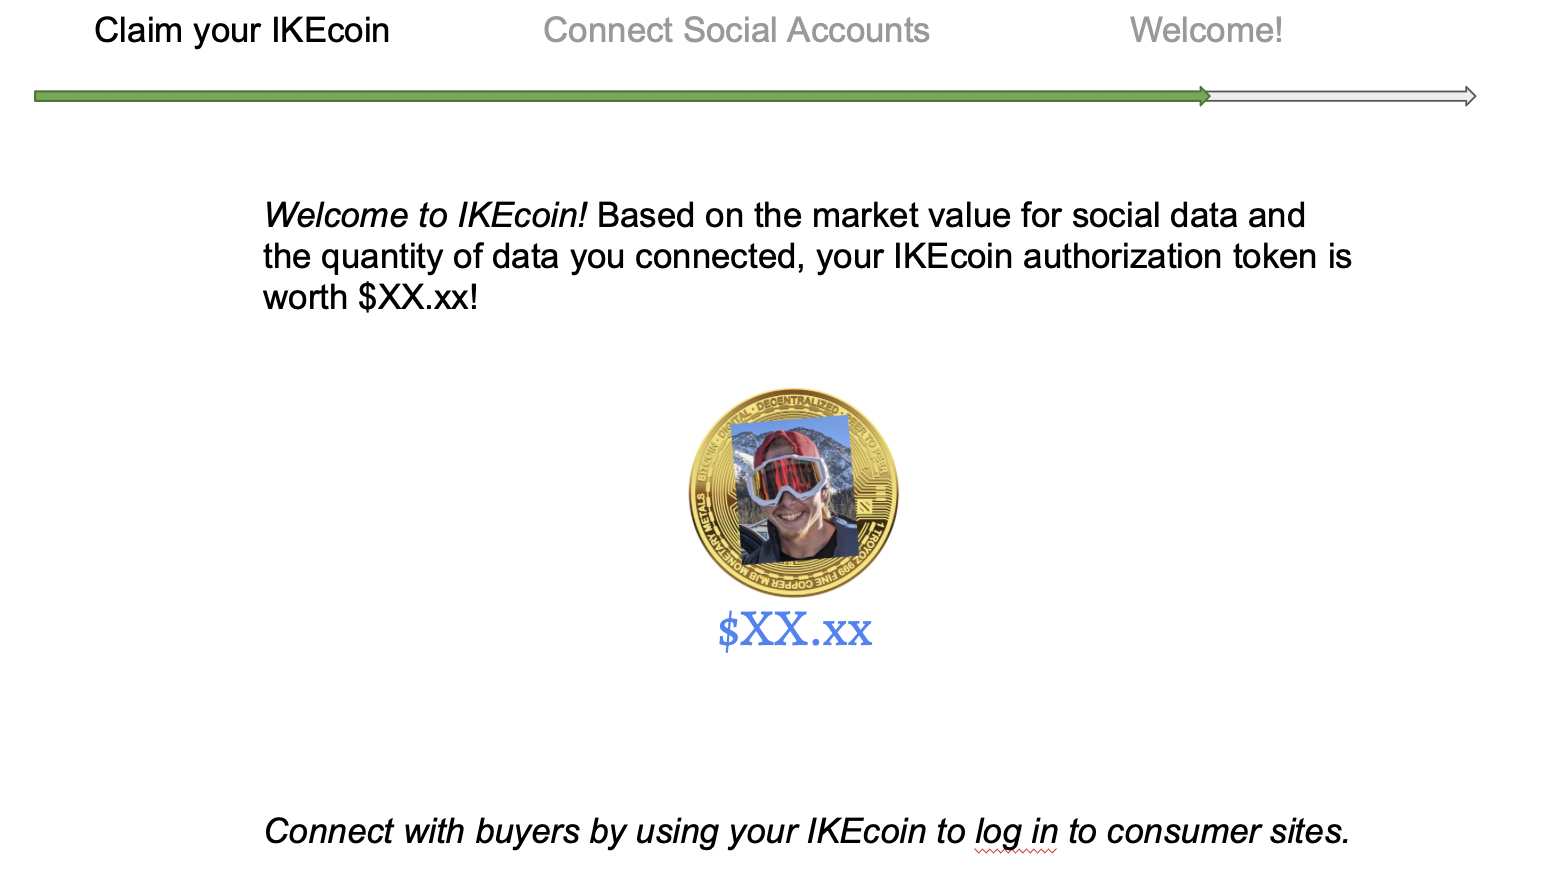 Claim your IKEcoin
Connect Social Accounts
Welcome!
Welcome to IKEcoin! Based on the market value for social data and
the quantity of data you connected, your IKEcoin authorization token is
worth $XX.xx!
BITCOIN · DIGITAL · DECENTRALIZED · PEER TO PEER
1 TROY OZ 999 FINE COPPER MJB MONETARY METALS
$XX.xx
Connect with buyers by using your IKEcoin to log in to consumer sites.